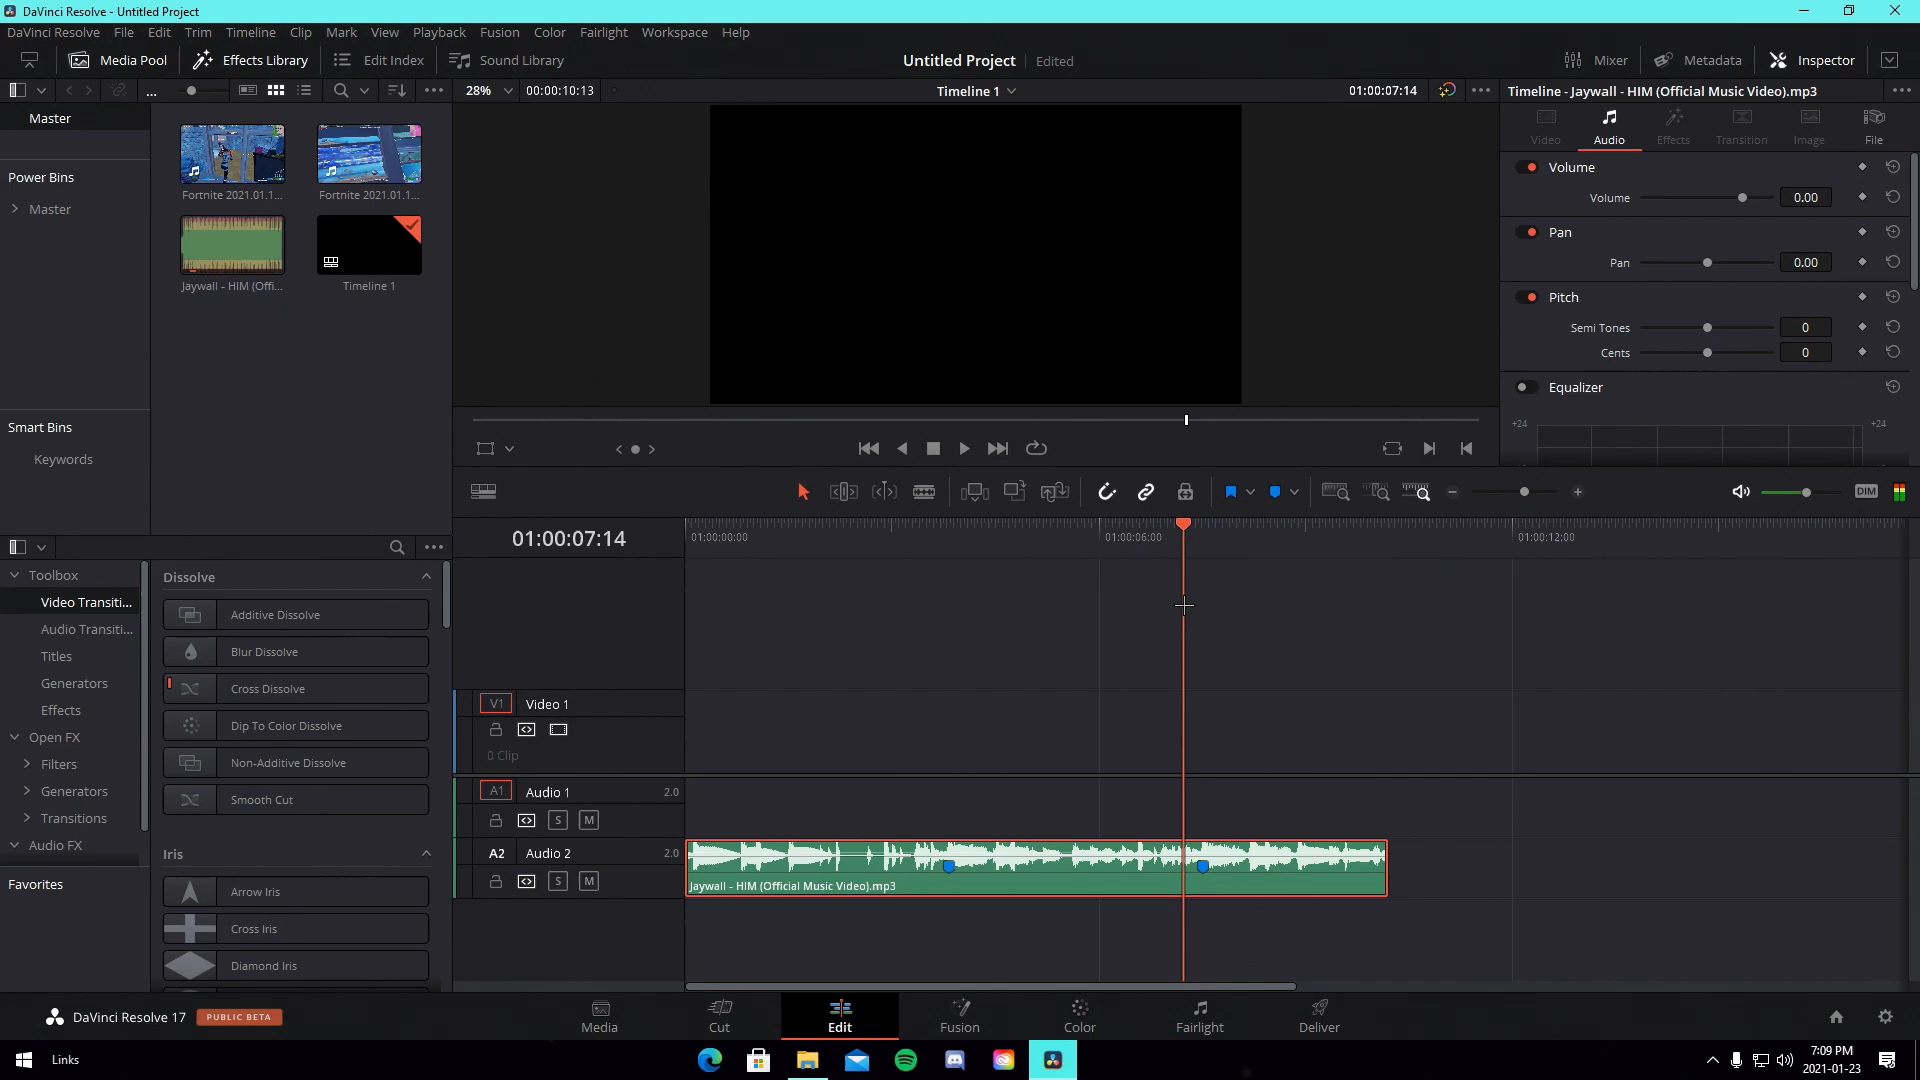 DaVinci Resolve - Untitled Project
DaVinci Resolve File Edit Trim Timeline Clip Mark View Playback Fusion Color Fairlight Workspace Help
Media Pool Effects Library Edit Index Sound Library Untitled Project Edited Mixer Metadata Inspector
... 28% 00:00:10:13 Timeline 1 01:00:07:14 Timeline - Jaywall - HIM (Official Music Video).mp3
Master
Power Bins
Master
Smart Bins
Keywords
Fortnite 2021.01.1... Fortnite 2021.01.1...
Jaywall - HIM (Offi... Timeline 1
Video Audio Effects Transition Image File
Volume
Volume 0.00
Pan
Pan 0.00
Pitch
Semi Tones 0
Cents 0
Equalizer
+24 +24
DIM
Toolbox
Video Transiti...
Audio Transiti...
Titles
Generators
Effects
Open FX
Filters
Generators
Transitions
Audio FX
Favorites
Dissolve
Additive Dissolve
Blur Dissolve
Cross Dissolve
Dip To Color Dissolve
Non-Additive Dissolve
Smooth Cut
Iris
Arrow Iris
Cross Iris
Diamond Iris
01:00:07:14 01:00:00:00 01:00:06:00 01:00:12:00
V1 Video 1
0 Clip
A1 Audio 1 2.0
S M
A2 Audio 2 2.0
S M
Jaywall - HIM (Official Music Video).mp3
DaVinci Resolve 17 PUBLIC BETA Media Cut Edit Fusion Color Fairlight Deliver
Links 7:09 PM
2021-01-23